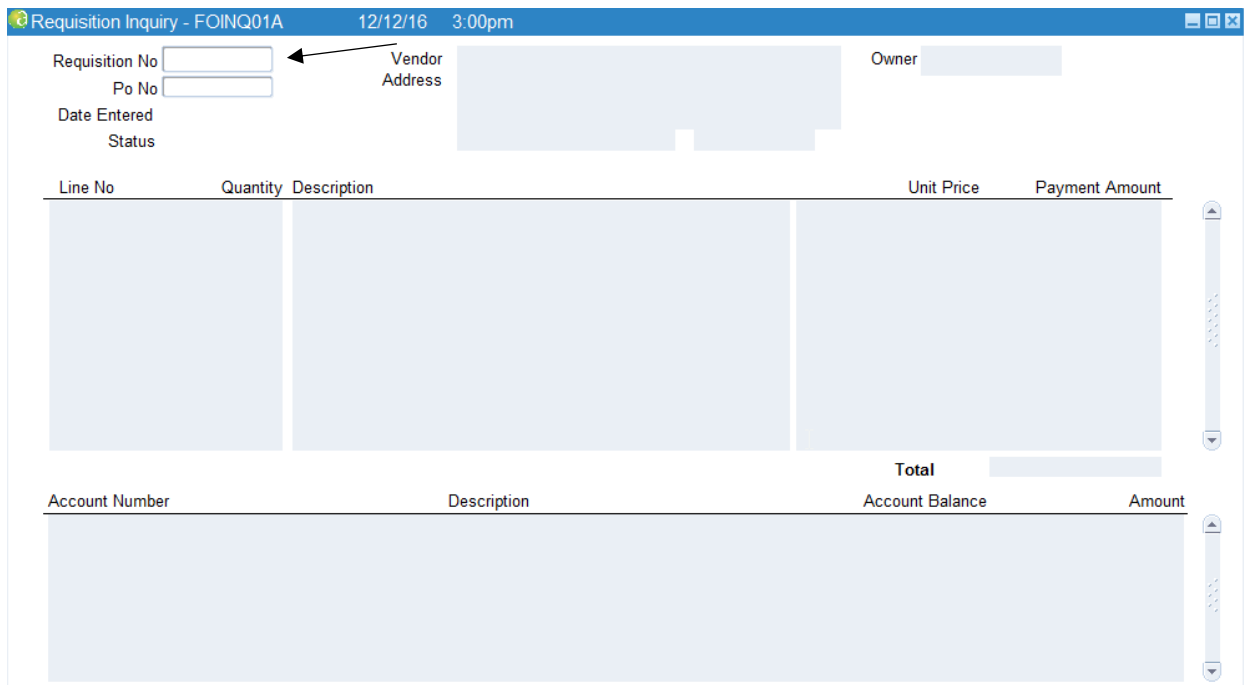 Requisition Inquiry - FOINQ01A 12/12/16 3:00pm
Requisition No Vendor Owner
Po No Address
Date Entered
Status
Line No Quantity Description Unit Price Payment Amount
Total
Account Number Description Account Balance Amount